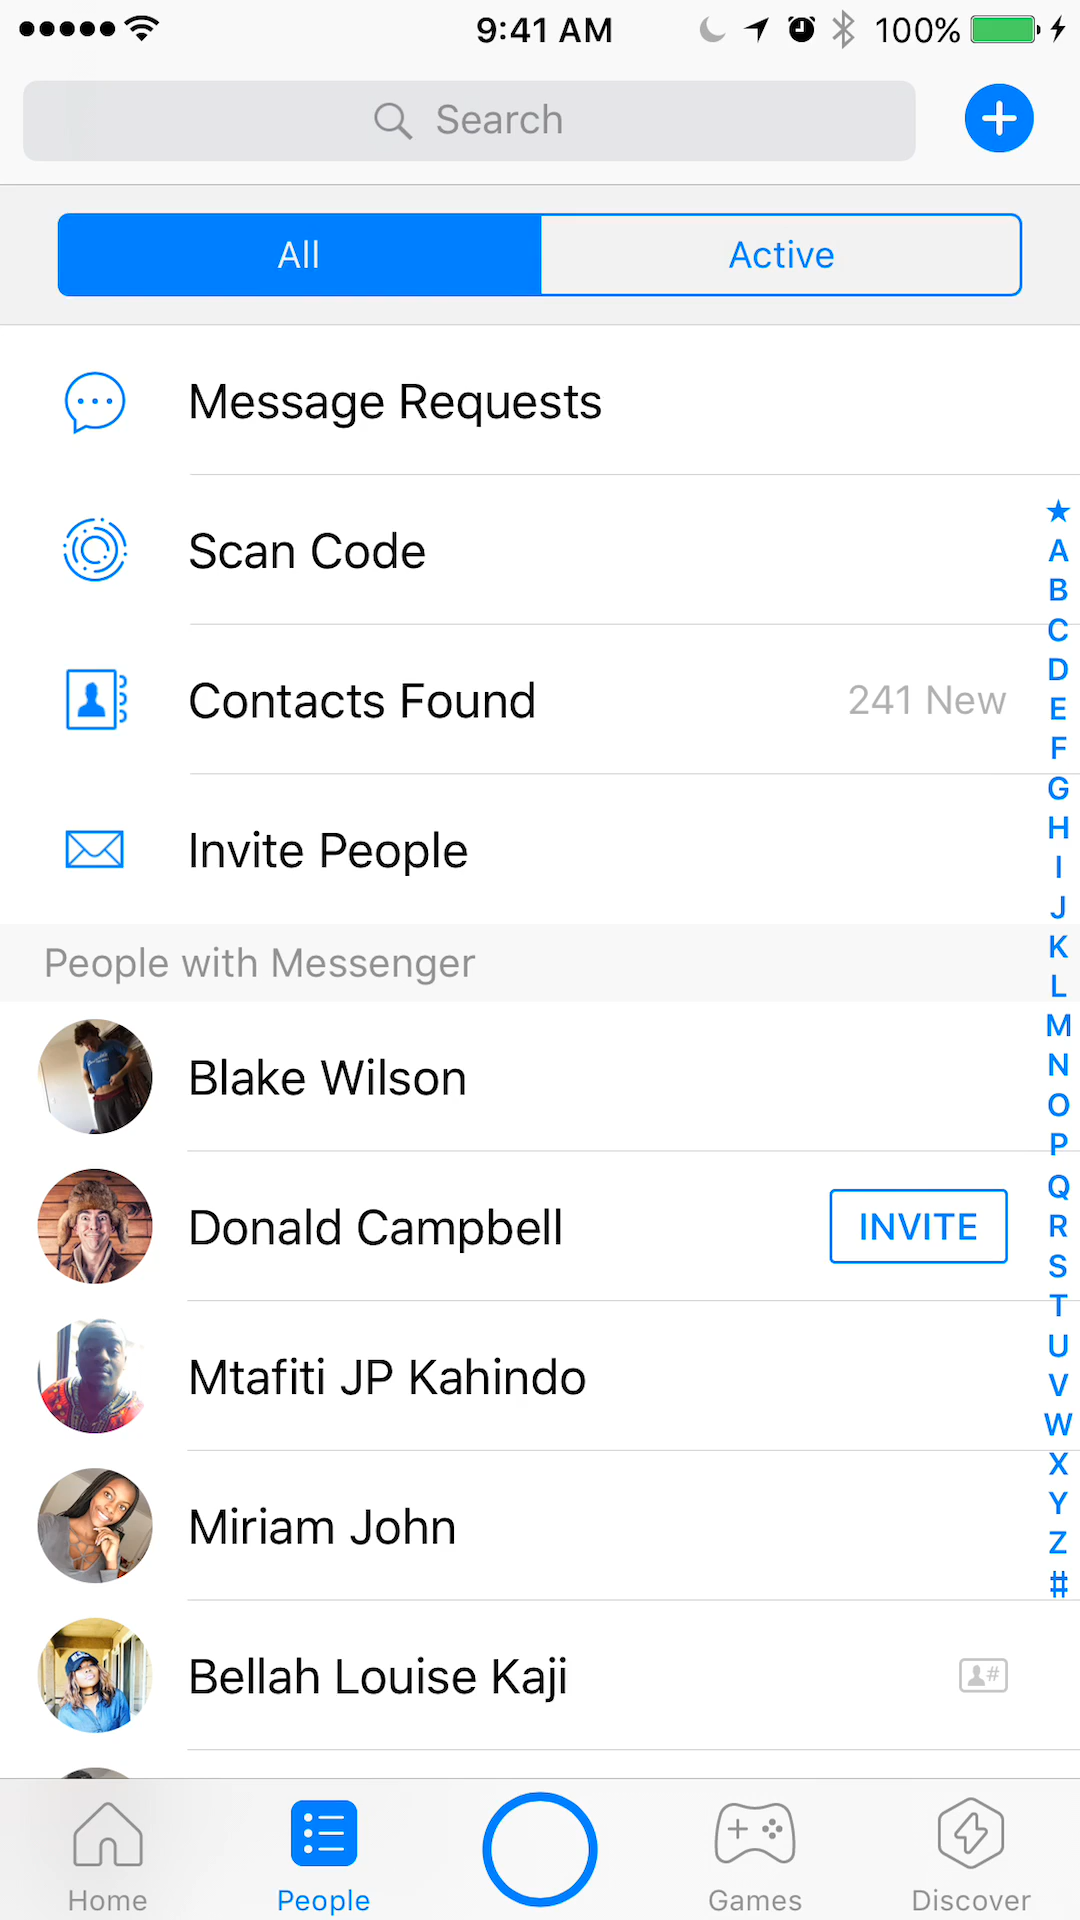 9:41 AM 100%
Search
All Active
Message Requests
Scan Code
Contacts Found 241 New
Invite People
People with Messenger
Blake Wilson
Donald Campbell INVITE
Mtafiti JP Kahindo
Miriam John
Bellah Louise Kaji #
A
B
C
D
E
F
G
H
I
J
K
L
M
N
O
P
Q
R
S
T
U
V
W
X
Y
Z
#
Home People Games Discover